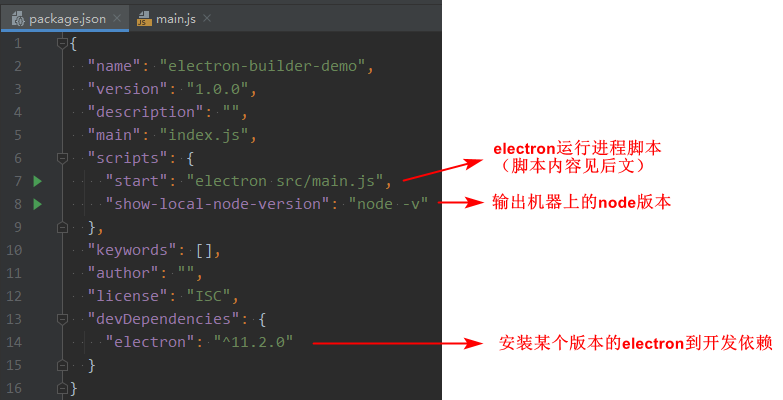 package.json
main.js
1 {
2 "name": "electron-builder-demo",
3 "version": "1.0.0",
4 "description": "",
5 "main": "index.js",
6 "scripts": {
7 "start": "electron src/main.js",
8 "show-local-node-version": "node -v"
9 },
10 "keywords": [],
11 "author": "",
12 "license": "ISC",
13 "devDependencies": {
14 "electron": "^11.2.0"
15 }
16 }
electron运行进程脚本
（脚本内容见后文）
输出机器上的node版本
安装某个版本的electron到开发依赖